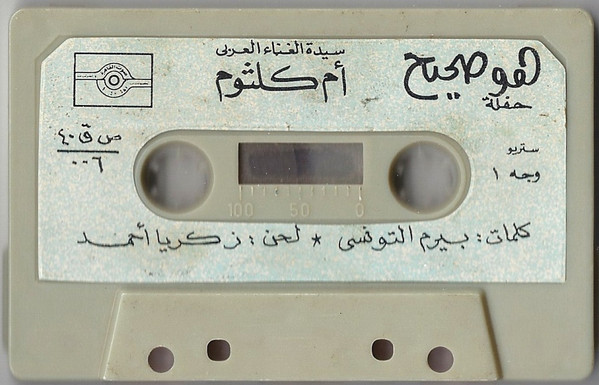 سيدة الغناء العربي
أم كلثوم
هو صحيح
حفلة
ص ق ٤٠
٠٠٦
ستريو
وجه ١
100 50 0
كلمات : بيرم التونسى * لحن : زكريا أحمد